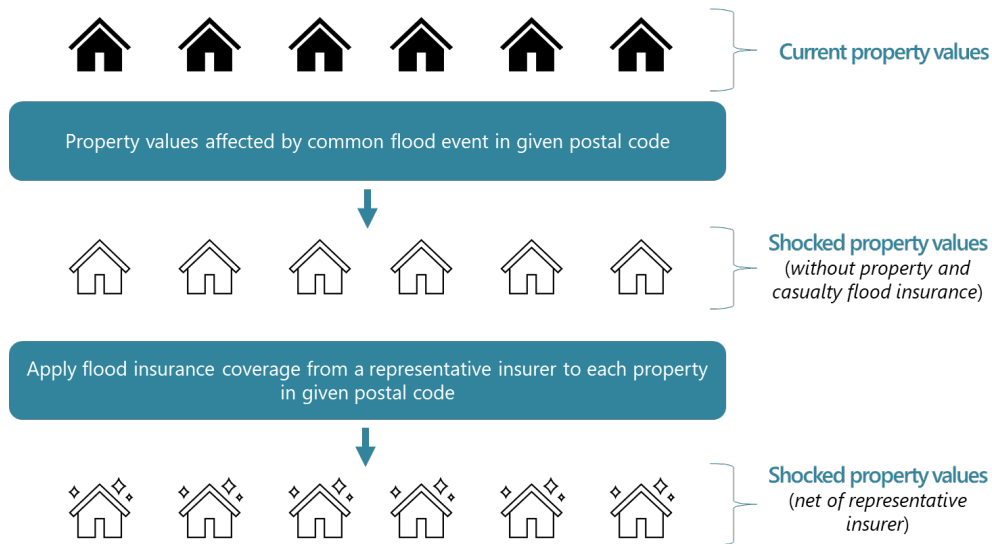 Current property values
Property values affected by common flood event in given postal code
Shocked property values
(without property and
casualty flood insurance)
Apply flood insurance coverage from a representative insurer to each property
in given postal code
Shocked property values
(net of representative
insurer)